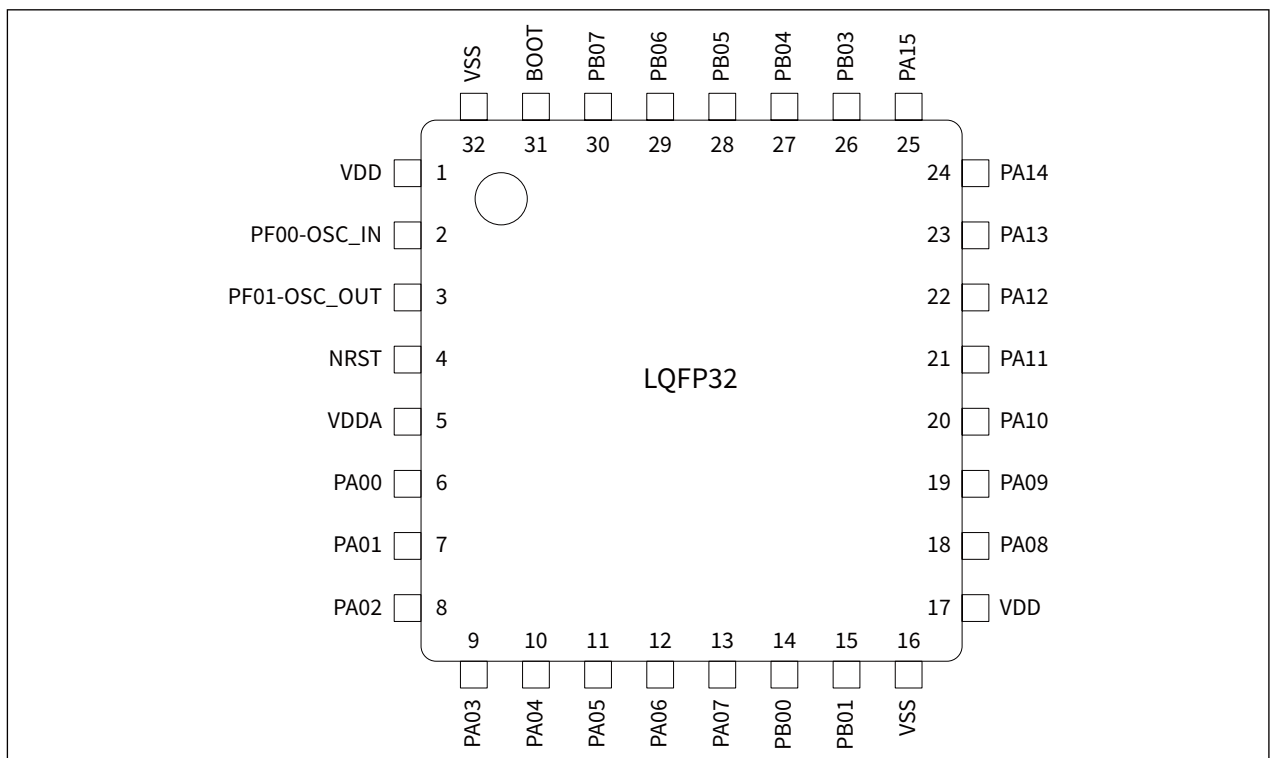 VSS BOOT PB07 PB06 PB05 PB04 PB03 PA15
32 31 30 29 28 27 26 25
VDD 1 24 PA14
PF00-OSC_IN 2 23 PA13
PF01-OSC_OUT 3 22 PA12
NRST 4 21 PA11
LQFP32
VDDA 5 20 PA10
PA00 6 19 PA09
PA01 7 18 PA08
PA02 8 17 VDD
9 10 11 12 13 14 15 16
PA03 PA04 PA05 PA06 PA07 PB00 PB01 VSS